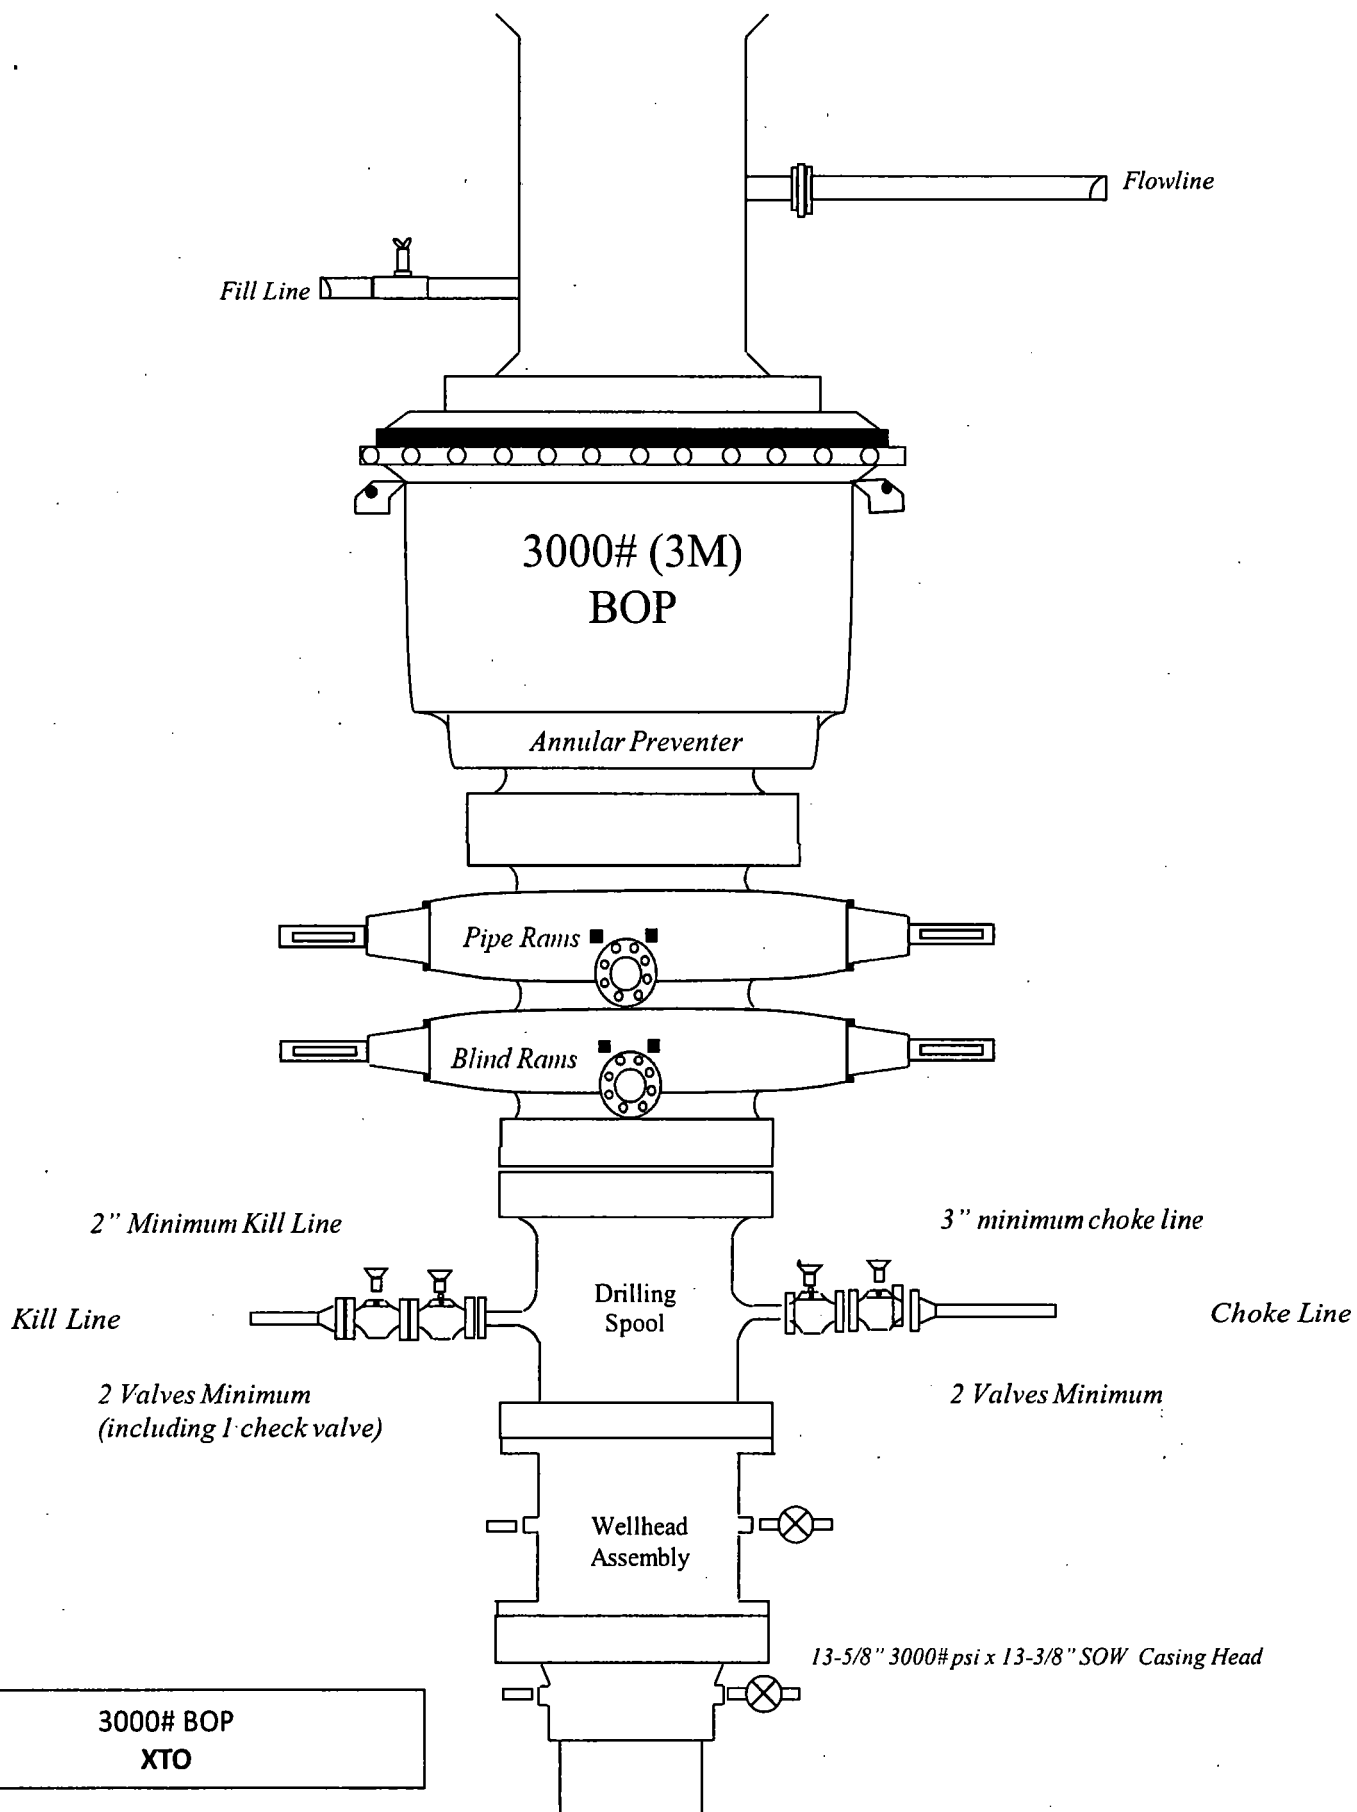 Flowline
Fill Line
3000# (3M)
BOP
Annular Preventer
Pipe Rams
Blind Rams
2” Minimum Kill Line
3” minimum choke line
Drilling
Spool
Kill Line
Choke Line
2 Valves Minimum
(including 1 check valve)
2 Valves Minimum
Wellhead
Assembly
13-5/8” 3000# psi x 13-3/8” SOW Casing Head
3000# BOP
XTO